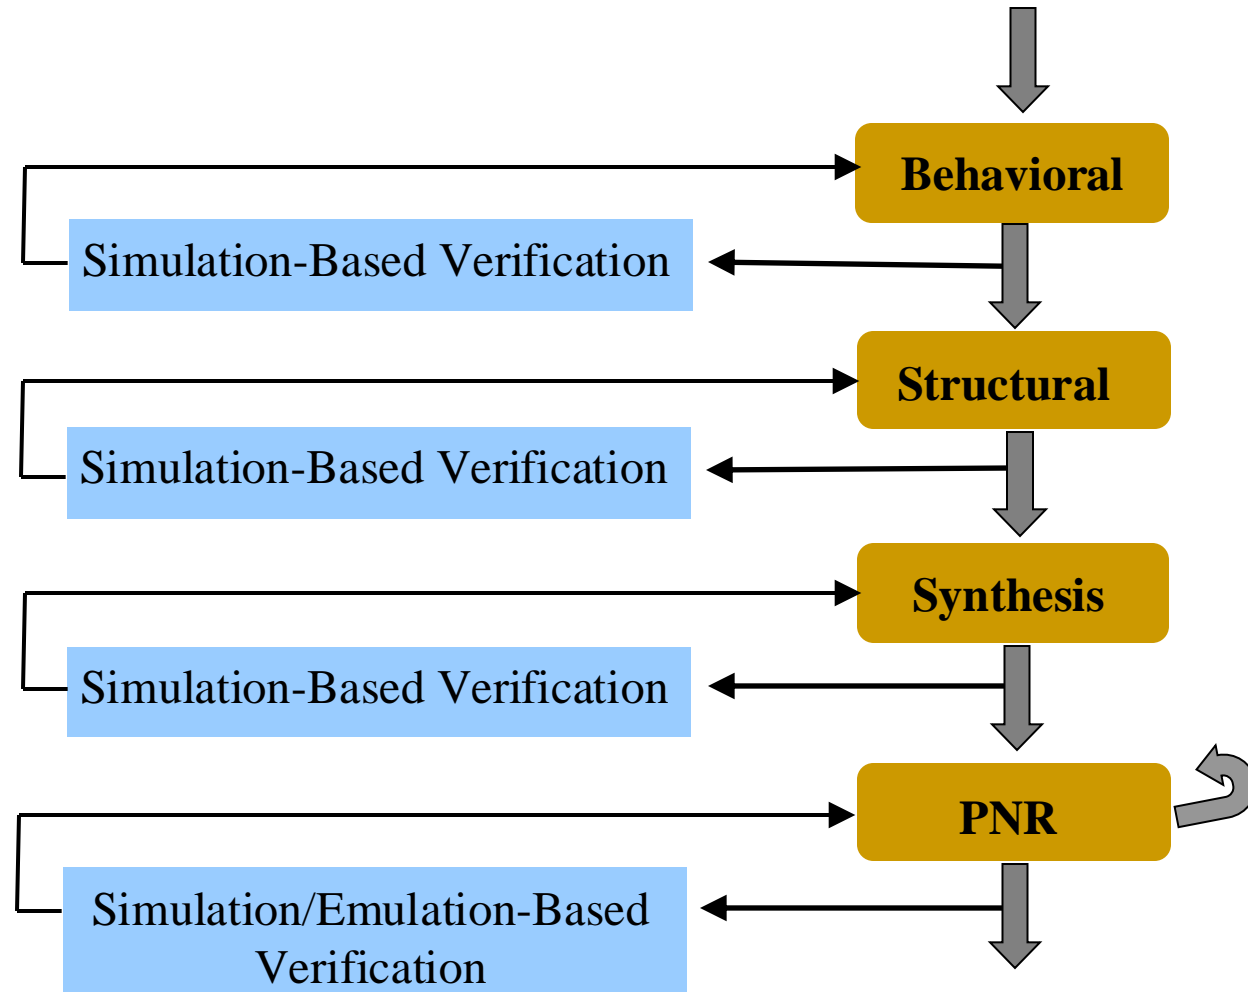 Behavioral
Simulation-Based Verification
Structural
Simulation-Based Verification
Synthesis
Simulation-Based Verification
PNR
Simulation/Emulation-Based
Verification